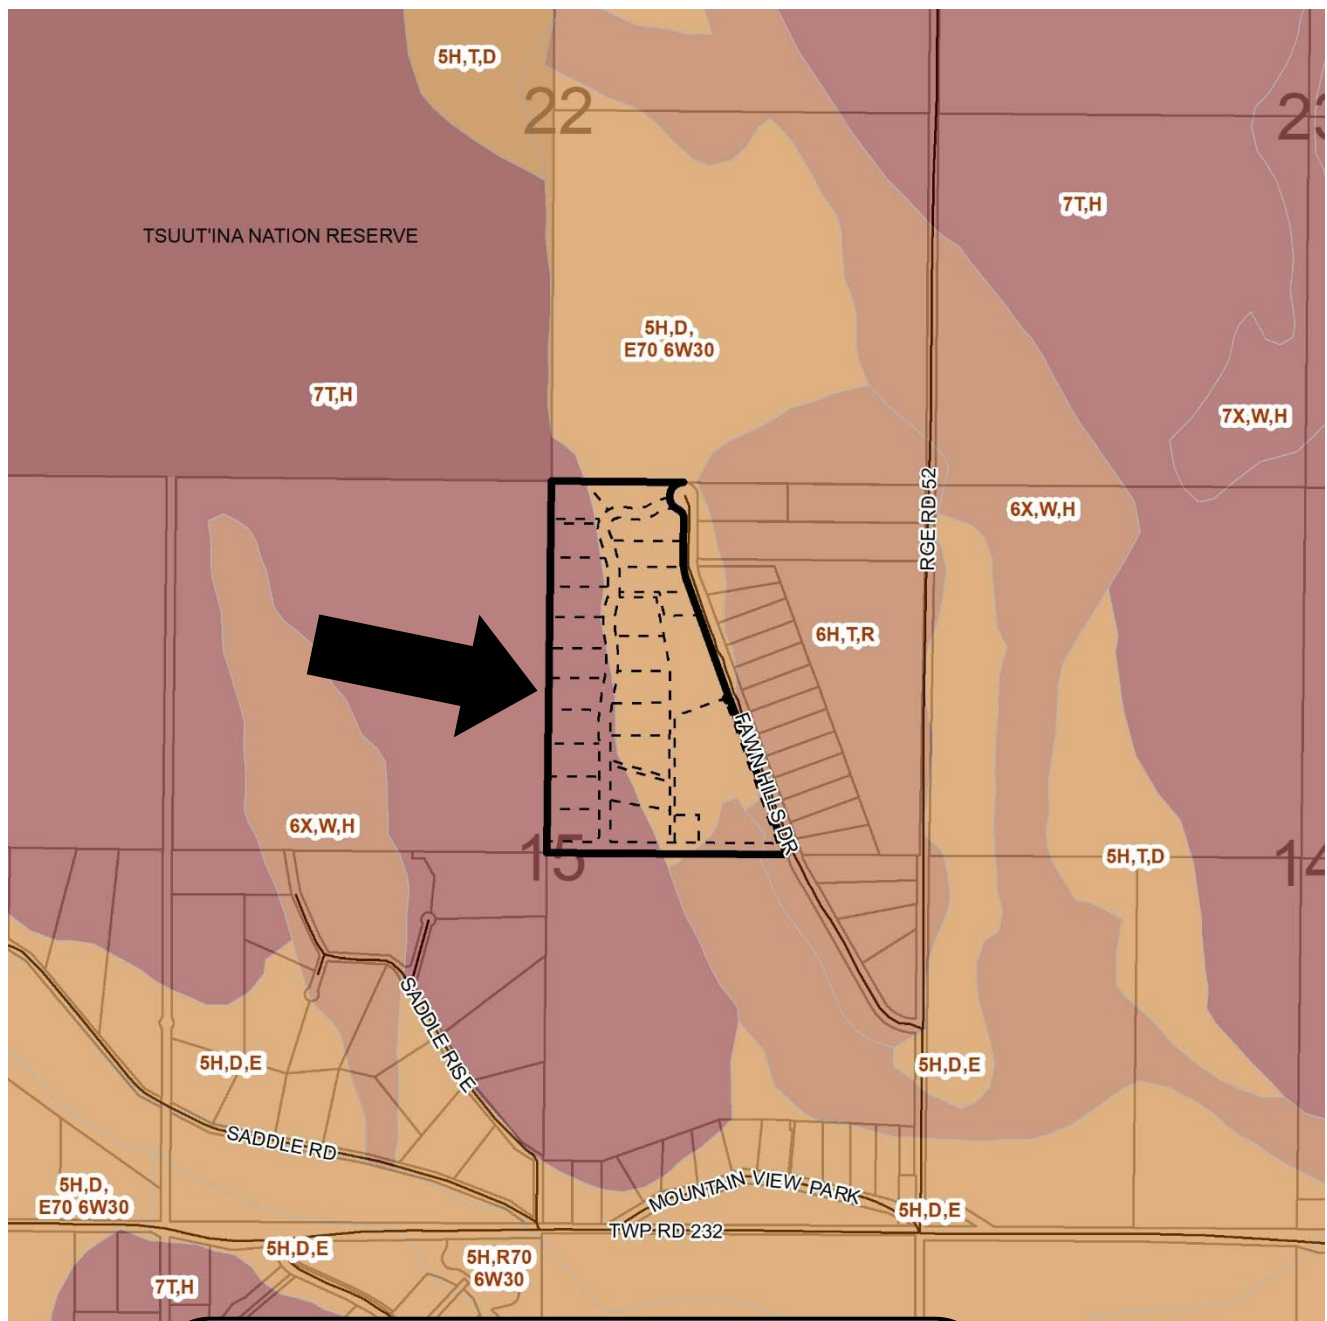 5H,T,D
22
23
7T,H
TSUUT'INA NATION RESERVE
5H,D,
E70 6W30
7T,H
7X,W,H
RGE RD 52
6X,W,H
6H,T,R
FAWN HILLS DR
6X,W,H
15
5H,T,D
14
SADDLE RISE
5H,D,E
5H,D,E
SADDLE RD
MOUNTAIN VIEW PARK
5H,D,
E70 6W30
5H,D,E
TWP RD 232
5H,D,E
5H,R70
6W30
7T,H